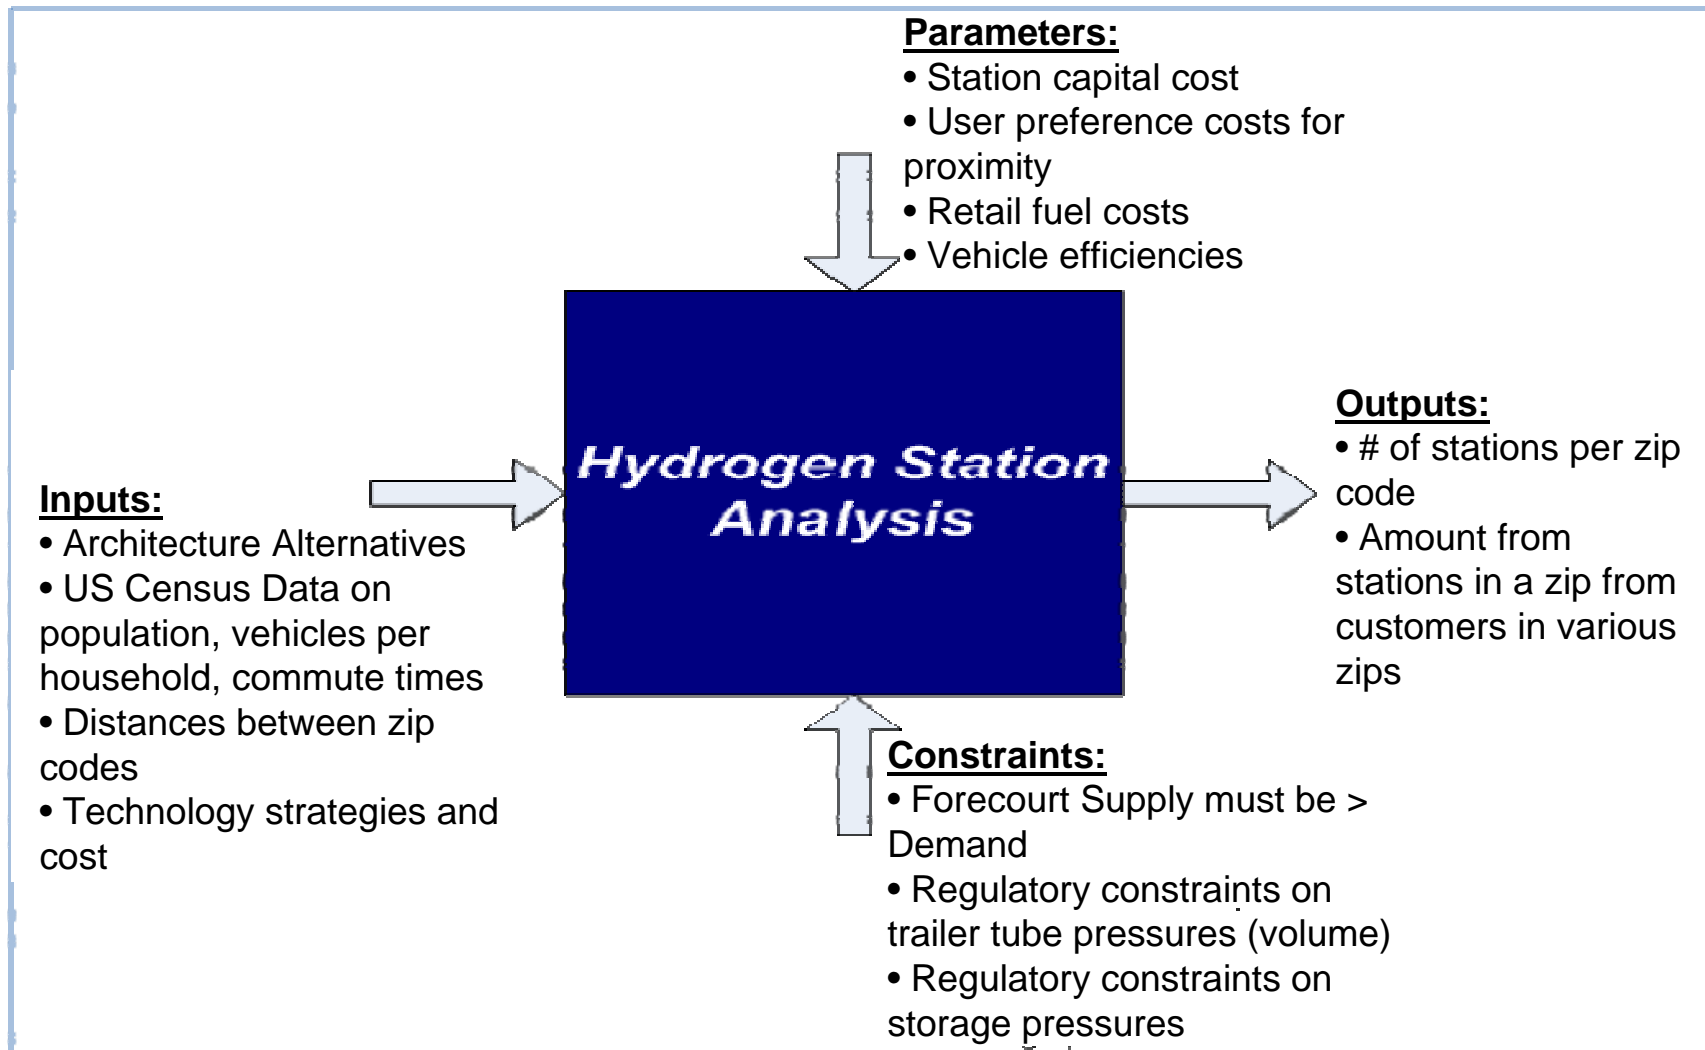 Parameters:
• Station capital cost
• User preference costs for
proximity
• Retail fuel costs
• Vehicle efficiencies
Hydrogen Station
Analysis
Inputs:
• Architecture Alternatives
• US Census Data on
population, vehicles per
household, commute times
• Distances between zip
codes
• Technology strategies and
cost
Outputs:
• # of stations per zip
code
• Amount from
stations in a zip from
customers in various
zips
Constraints:
• Forecourt Supply must be >
Demand
• Regulatory constraints on
trailer tube pressures (volume)
• Regulatory constraints on
storage pressures